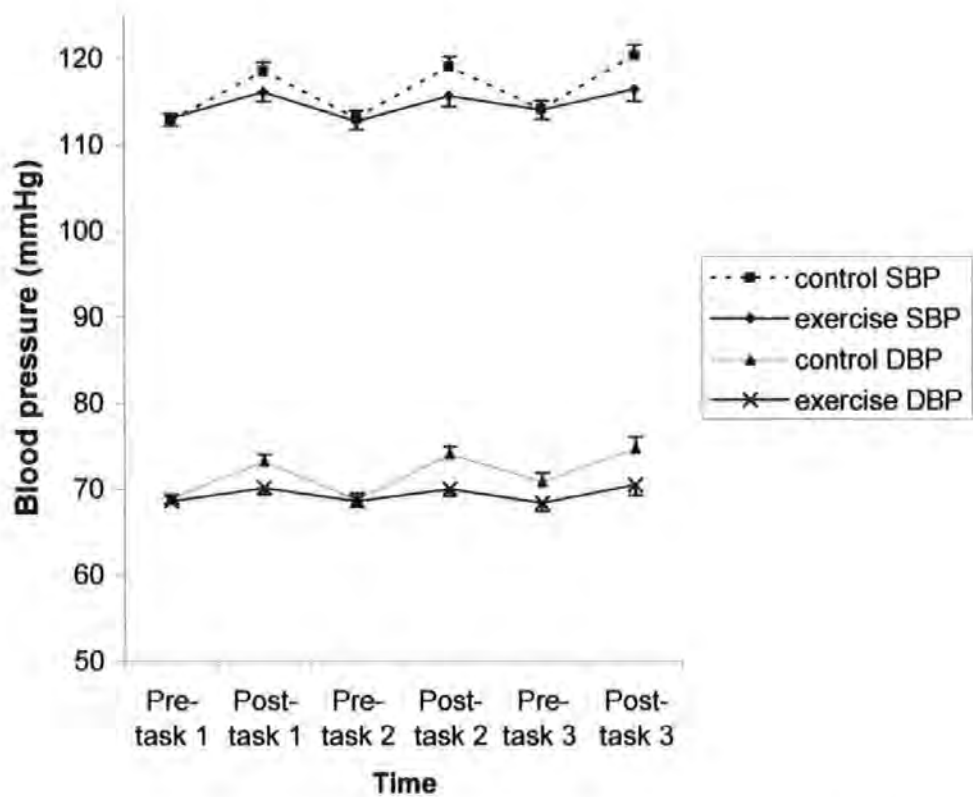 Blood pressure (mmHg)
120
110
100
90
80
70
60
50
Pre-
task 1
Post-
task 1
Pre-
task 2
Post-
task 2
Pre-
task 3
Post-
task 3
Time
control SBP
exercise SBP
control DBP
exercise DBP